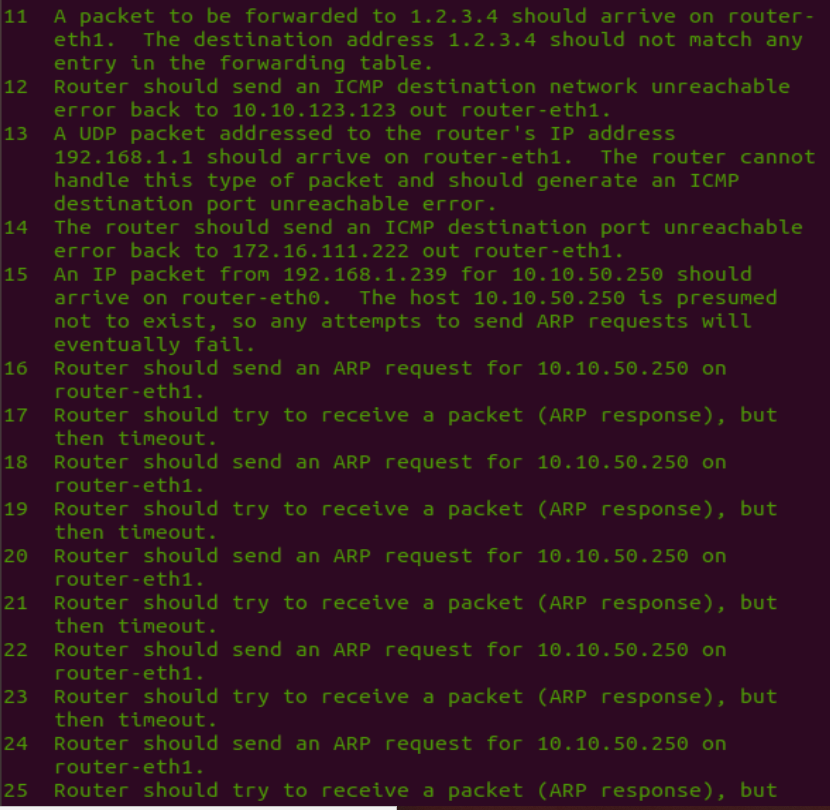 11 A packet to be forwarded to 1.2.3.4 should arrive on router-
eth1. The destination address 1.2.3.4 should not match any
entry in the forwarding table.
12 Router should send an ICMP destination network unreachable
error back to 10.10.123.123 out router-eth1.
13 A UDP packet addressed to the router's IP address
192.168.1.1 should arrive on router-eth1. The router cannot
handle this type of packet and should generate an ICMP
destination port unreachable error.
14 The router should send an ICMP destination port unreachable
error back to 172.16.111.222 out router-eth1.
15 An IP packet from 192.168.1.239 for 10.10.50.250 should
arrive on router-eth0. The host 10.10.50.250 is presumed
not to exist, so any attempts to send ARP requests will
eventually fail.
16 Router should send an ARP request for 10.10.50.250 on
router-eth1.
17 Router should try to receive a packet (ARP response), but
then timeout.
18 Router should send an ARP request for 10.10.50.250 on
router-eth1.
19 Router should try to receive a packet (ARP response), but
then timeout.
20 Router should send an ARP request for 10.10.50.250 on
router-eth1.
21 Router should try to receive a packet (ARP response), but
then timeout.
22 Router should send an ARP request for 10.10.50.250 on
router-eth1.
23 Router should try to receive a packet (ARP response), but
then timeout.
24 Router should send an ARP request for 10.10.50.250 on
router-eth1.
25 Router should try to receive a packet (ARP response), but